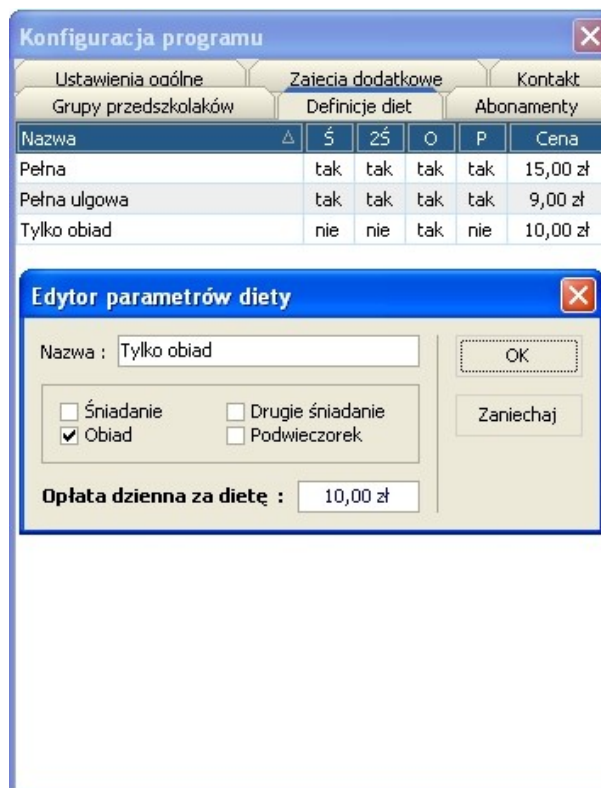 Konfiguracja programu
Ustawienia ogólne Zajęcia dodatkowe Kontakt
Grupy przedszkolaków Definicje diet Abonamenty
Nazwa Ś 2Ś O P Cena
Pełna tak tak tak tak 15,00 zł
Pełna ulgowa tak tak tak tak 9,00 zł
Tylko obiad nie nie tak nie 10,00 zł
Edytor parametrów diety
Nazwa : Tylko obiad OK
Śniadanie Drugie śniadanie Zaniechaj
Obiad Podwieczorek
Opłata dzienna za dietę : 10,00 zł